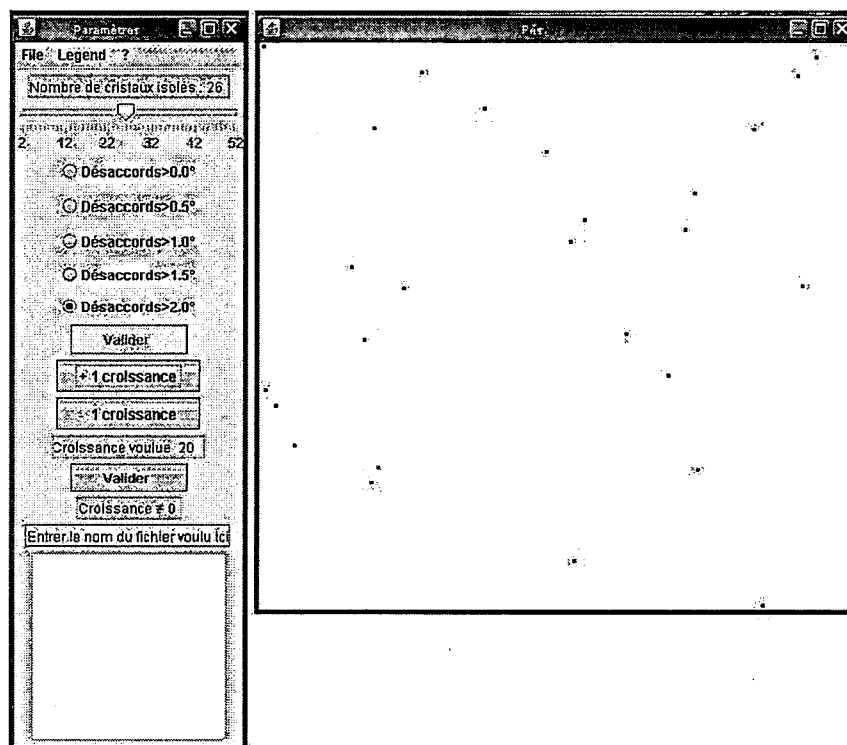 Paramètres
File Legend ?
Nombre de cristaux isolés : 26
2 12 22 32 42 52
Désaccords>0.0°
Désaccords>0.5°
Désaccords>1.0°
Désaccords>1.5°
Désaccords>2.0°
Valider
+ 1 croissance
- 1 croissance
Croissance voulue 20
Valider
Croissance ≠ 0
Entrer le nom du fichier voulu ici